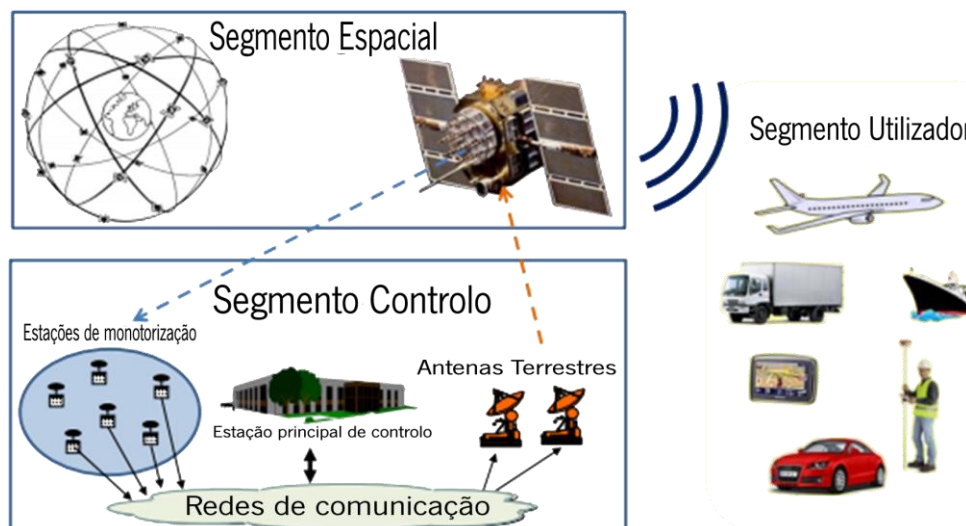 Segmento Espacial
Segmento Utilizador
Segmento Controlo
Estações de monotorização
Antenas Terrestres
Estação principal de controlo
Redes de comunicação